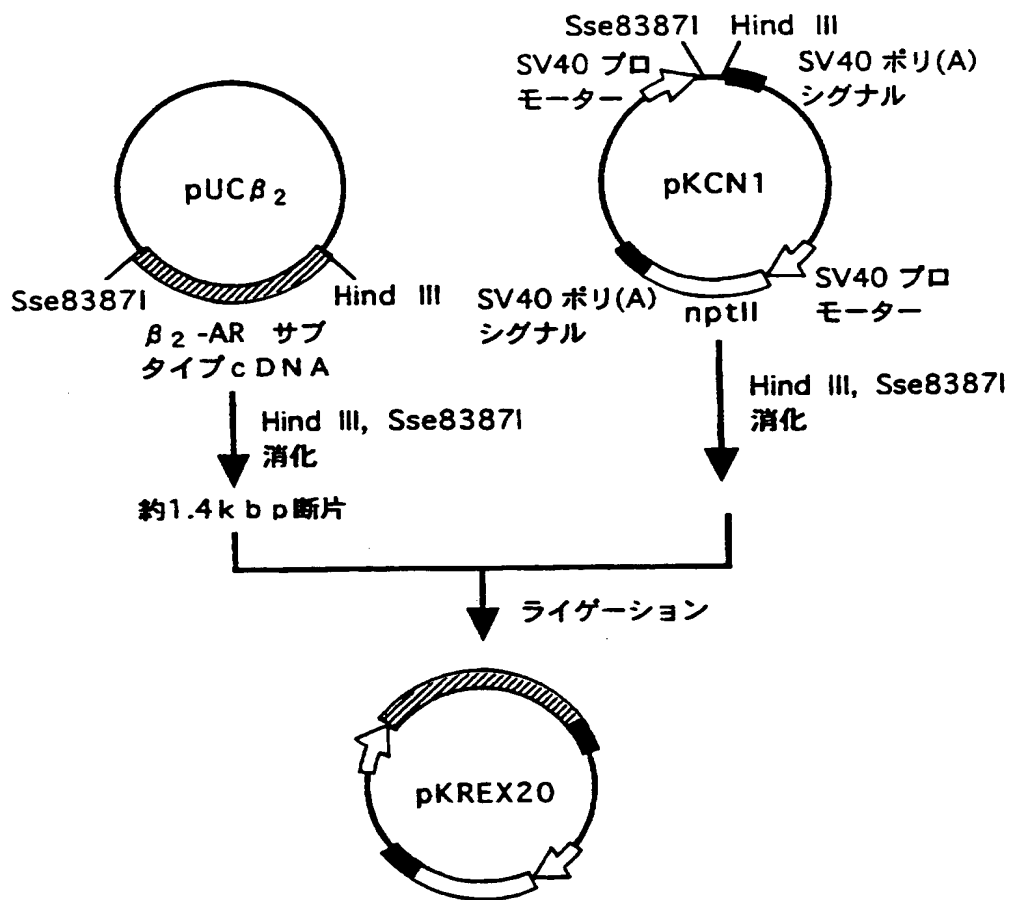 Sse8387I Hind III
SV40 プロ
モーター
SV40 ポリ(A)
シグナル
pUCβ2
pKCN1
Sse8387I
Hind III
β2-AR サブ
タイプcDNA
SV40 ポリ(A)
シグナル
nptII
SV40 プロ
モーター
Hind III, Sse8387I
消化
Hind III, Sse8387I
消化
約1.4kbp断片
ライゲーション
pKREX20